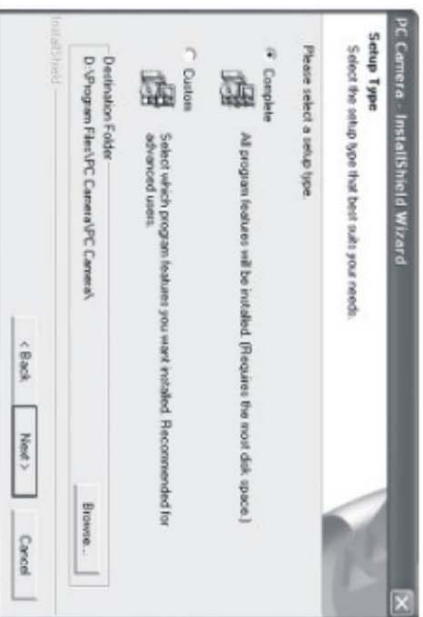 PC Camera - InstallShield Wizard
Setup Type
Select the setup type that best suits your needs.
Please select a setup type.
Complete
All program features will be installed. (Requires the most disk space.)
Custom
Select which program features you want installed. Recommended for
advanced users.
Destination Folder
D:\Program Files\PC Camera\PC Camera\
Browse...
InstallShield
< Back
Next >
Cancel